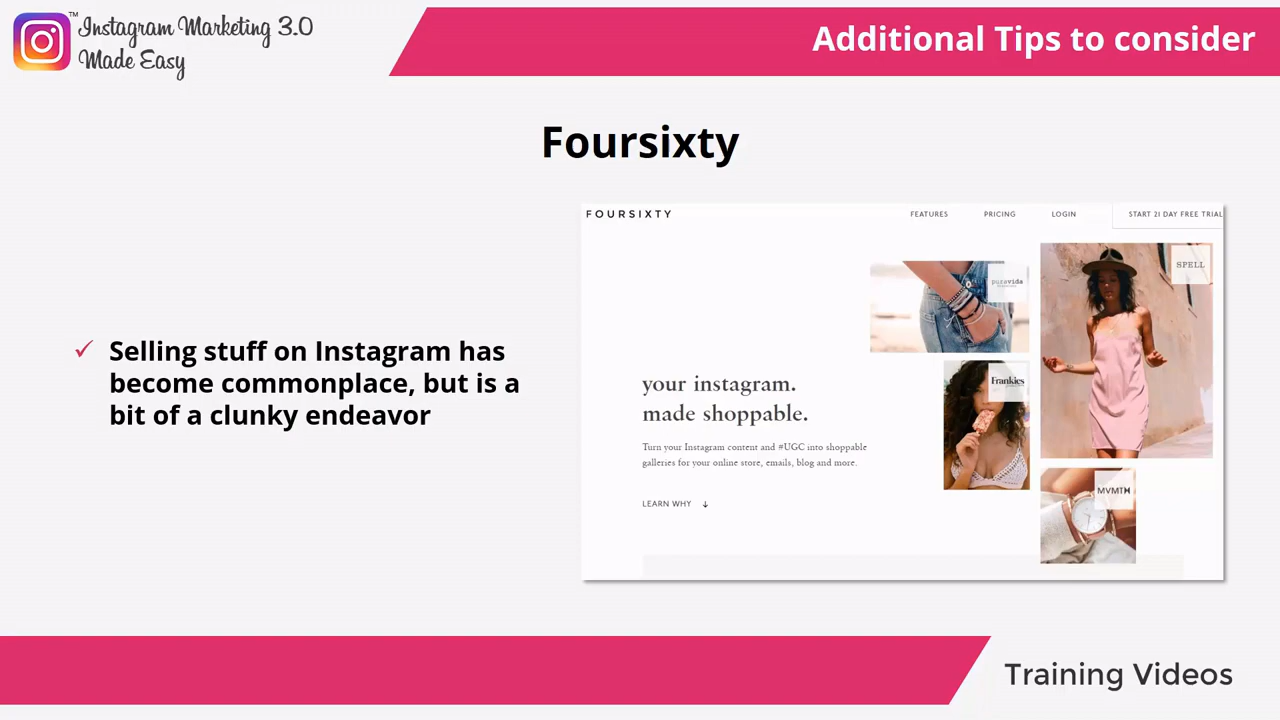 Instagram Marketing 3.0
™
Made Easy
Additional Tips to consider
Foursixty
Selling stuff on Instagram has
become commonplace, but is a
bit of a clunky endeavor
FOURSIXTY
FEATURES
PRICING
LOGIN
START 21 DAY FREE TRIAL
SPELL
puravida
Frankies
your instagram.
made shoppable.
Turn your Instagram content and #UGC into shoppable
galleries for your online store, emails, blog and more.
LEARN WHY ↓
MVMTH
Training Videos